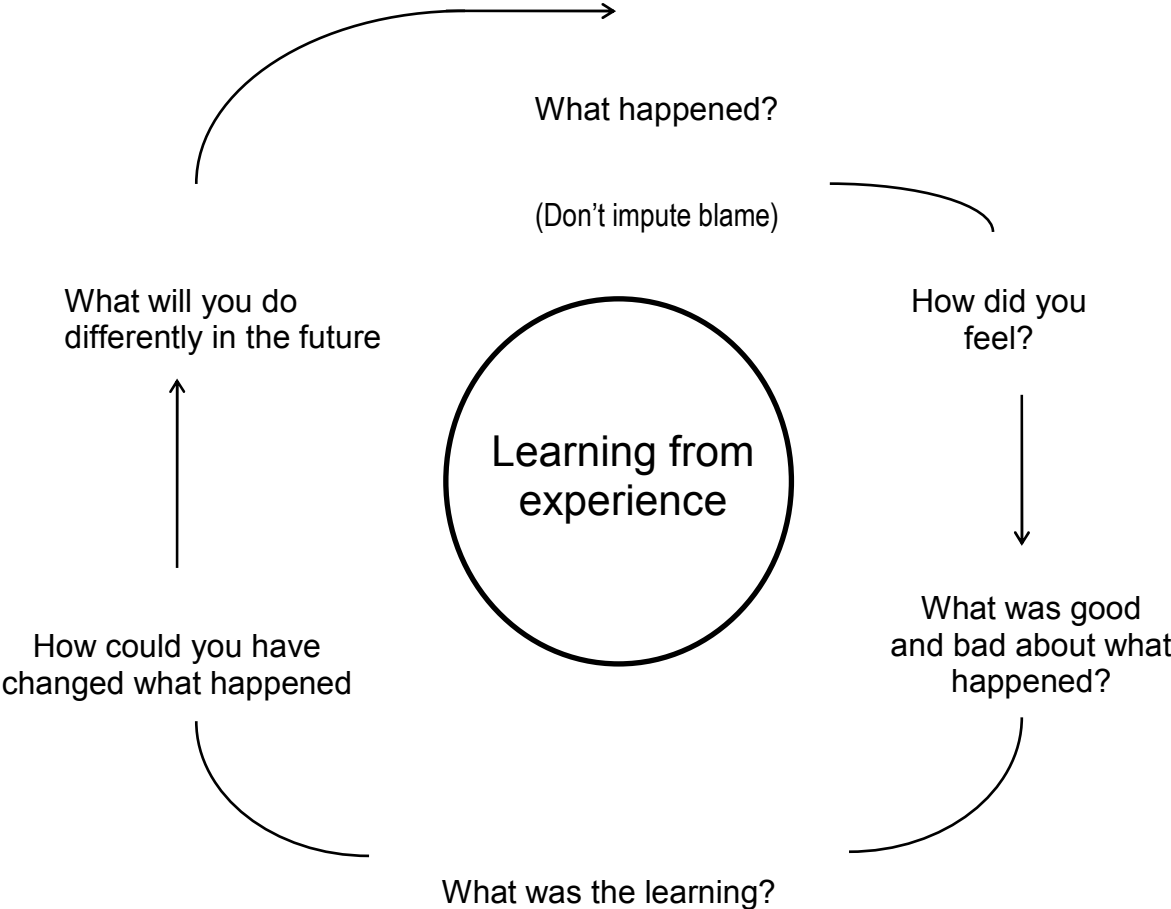 What happened?
(Don’t impute blame)
How did you
feel?
What was good
and bad about what
happened?
What was the learning?
How could you have
changed what happened
What will you do
differently in the future
Learning from
experience